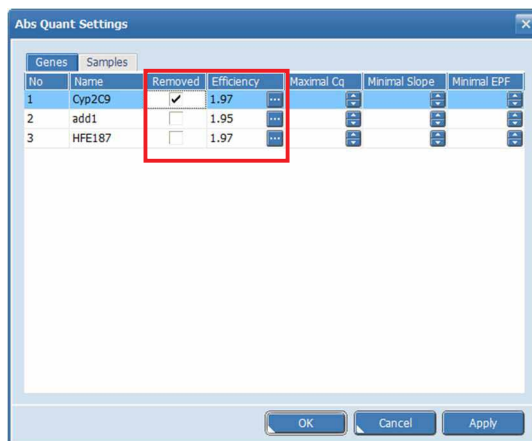 Abs Quant Settings
Genes Samples
No Name Removed Efficiency Maximal Cq Minimal Slope Minimal EPF
1 Cyp2C9 1.97 ...
2 add1 1.95 ...
3 HFE187 1.97 ...
OK Cancel Apply